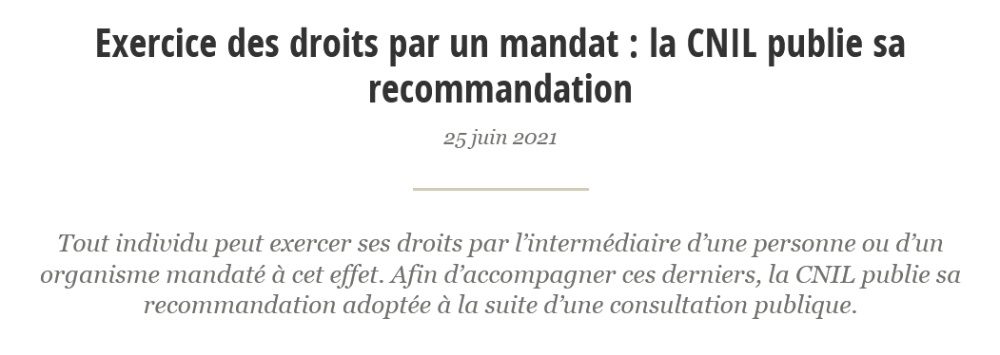 Exercice des droits par un mandat : la CNIL publie sa
recommandation
25 juin 2021
Tout individu peut exercer ses droits par l’intermédiaire d’une personne ou d’un
organisme mandaté à cet effet. Afin d’accompagner ces derniers, la CNIL publie sa
recommandation adoptée à la suite d’une consultation publique.